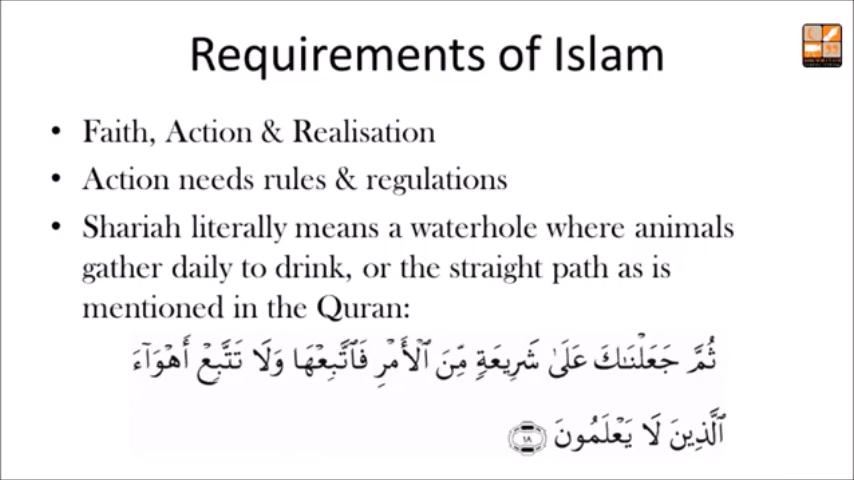 Requirements of Islam
• Faith, Action & Realisation
• Action needs rules & regulations
• Shariah literally means a waterhole where animals
gather daily to drink, or the straight path as is
mentioned in the Quran:
ثُمَّ جَعَلْنَـٰكَ عَلَىٰ شَرِيعَةٍ مِّنَ ٱلْأَمْرِ فَٱتَّبِعْهَا وَلَا تَتَّبِعْ أَهْوَآءَ
ٱلَّذِينَ لَا يَعْلَمُونَ ١٨